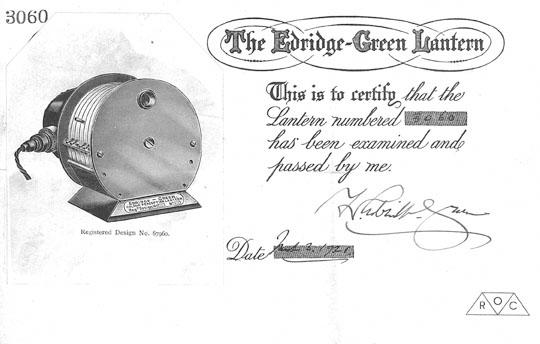 3060
The Edridge-Green Lantern
This is to certify that the
Lantern numbered 3060
has been examined and
passed by me.
Registered Design No. 67960.
Date
R O C